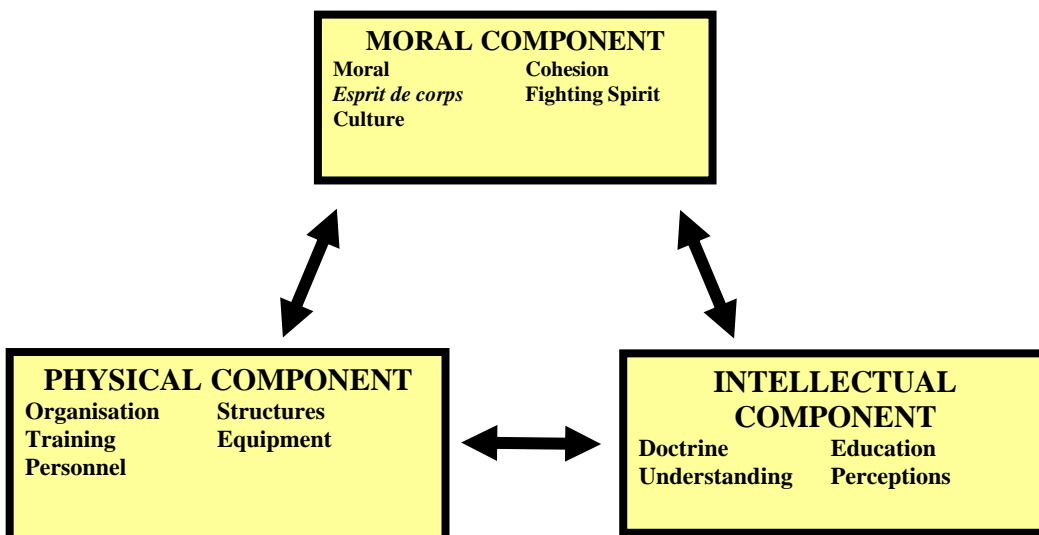 MORAL COMPONENT
Moral Cohesion
Esprit de corps Fighting Spirit
Culture
PHYSICAL COMPONENT
Organisation Structures
Training Equipment
Personnel
INTELLECTUAL
COMPONENT
Doctrine Education
Understanding Perceptions